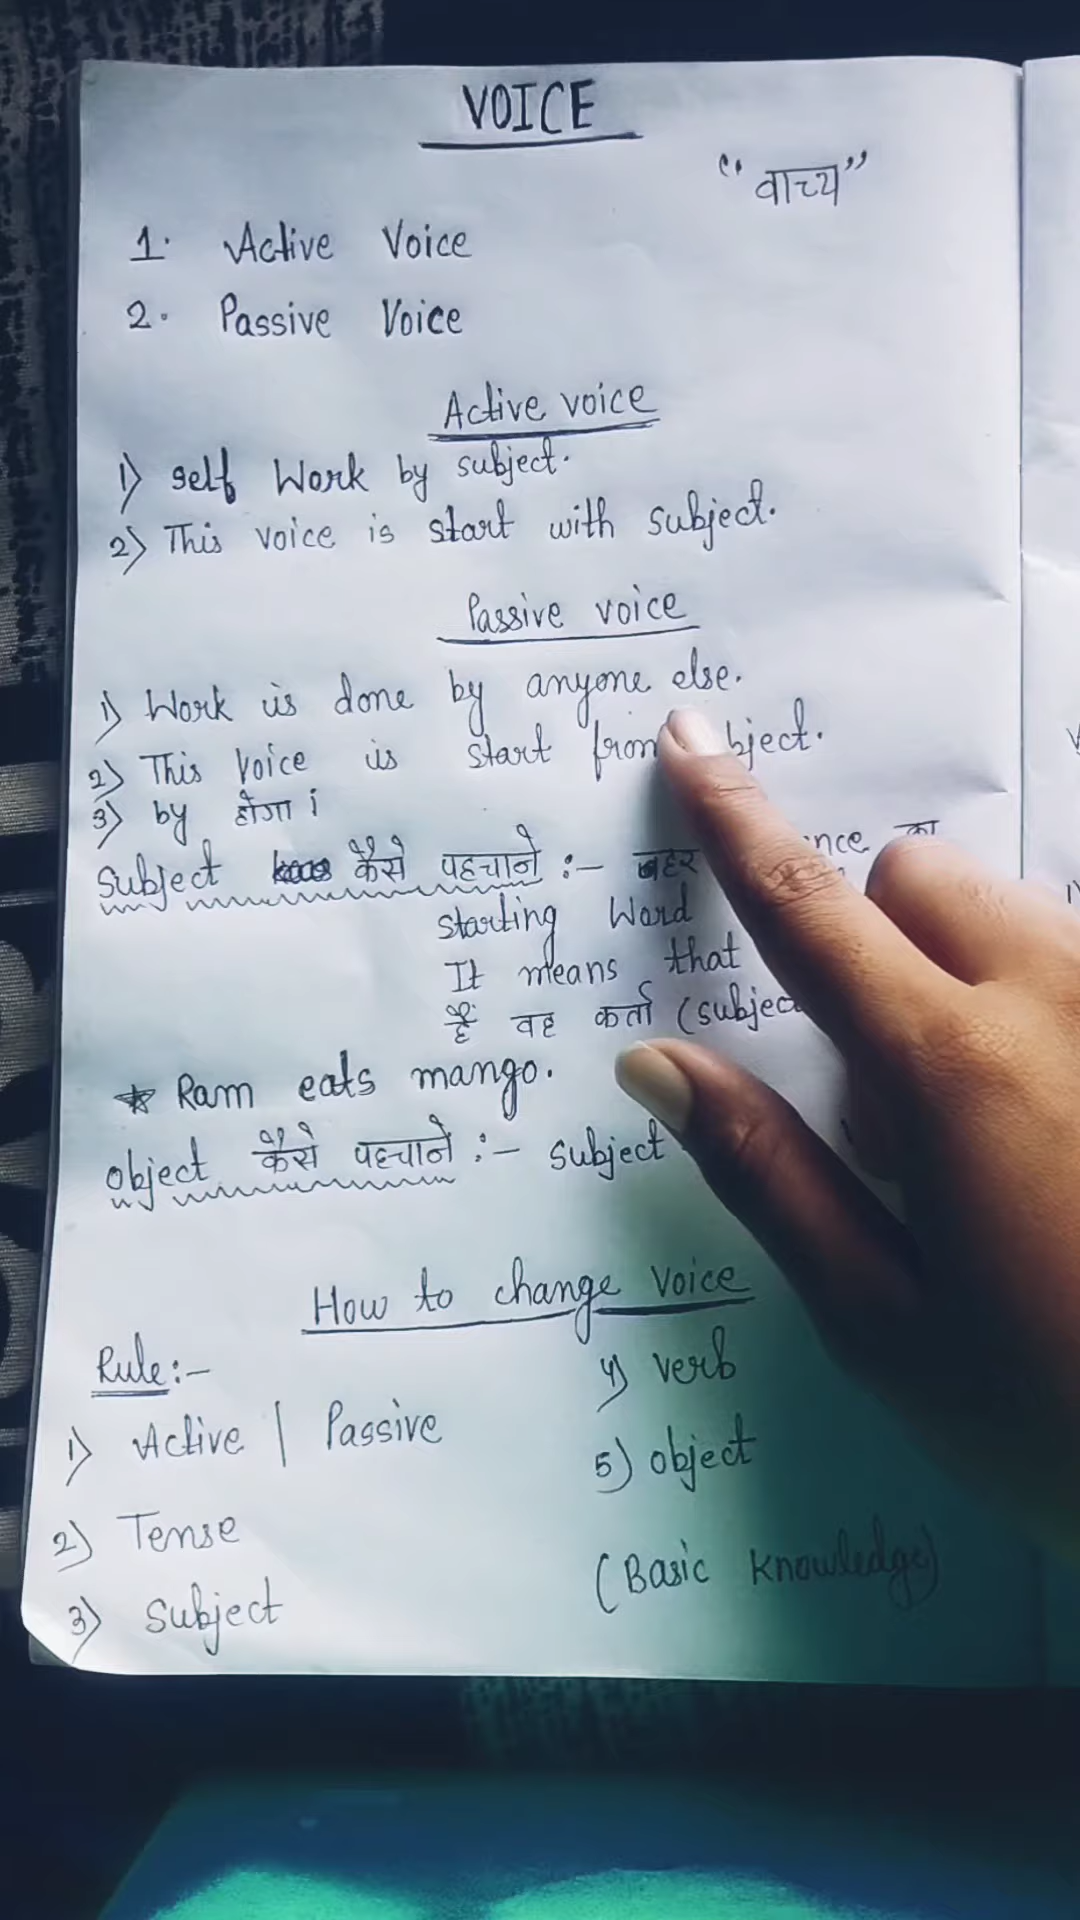 VOICE
"वाच्य"
1. Active Voice
2. Passive Voice
Active voice
1) self Work by subject.
2) This voice is start with subject.
Passive voice
1) Work is done by anyone else.
2) This Voice is start from bject.
3) by होगा ।
Subject कैसे पहचाने :- nce का
starting Word
It means that
हैं वह कर्ता (subjec
★ Ram eats mango.
object कैसे पहचाने :- subject
How to change Voice
Rule:-
1) Active | Passive
2) Tense
3) Subject
4) verb
5) object
(Basic Knowledge)